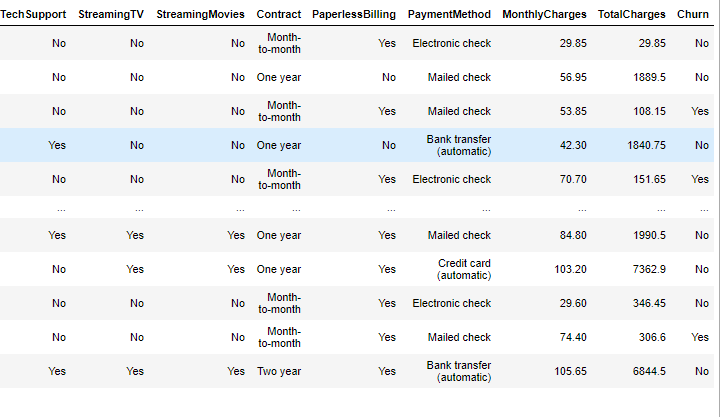 TechSupport StreamingTV StreamingMovies Contract PaperlessBilling PaymentMethod MonthlyCharges TotalCharges Churn
No No No Month-to-month Yes Electronic check 29.85 29.85 No
No No No One year No Mailed check 56.95 1889.5 No
No No No Month-to-month Yes Mailed check 53.85 108.15 Yes
Yes No No One year No Bank transfer (automatic) 42.30 1840.75 No
No No No Month-to-month Yes Electronic check 70.70 151.65 Yes
... ... ... ... ... ... ... ... ...
Yes Yes Yes One year Yes Mailed check 84.80 1990.5 No
No Yes Yes One year Yes Credit card (automatic) 103.20 7362.9 No
No No No Month-to-month Yes Electronic check 29.60 346.45 No
No No No Month-to-month Yes Mailed check 74.40 306.6 Yes
Yes Yes Yes Two year Yes Bank transfer (automatic) 105.65 6844.5 No